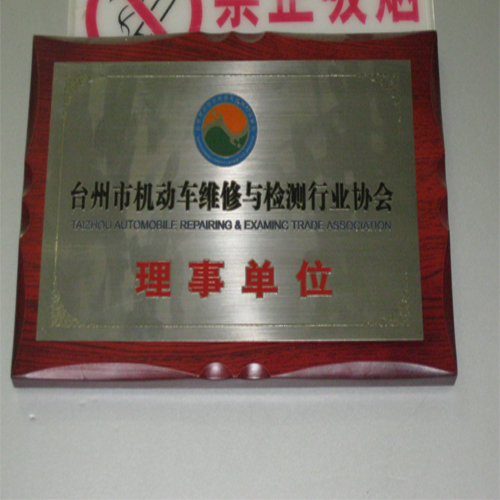 禁止吸烟
台州市机动车维修与检测行业协会
TAIZHOU AUTOMOBILE REPAIRING & EXAMINC TRADE ASSOCIATION
理事单位